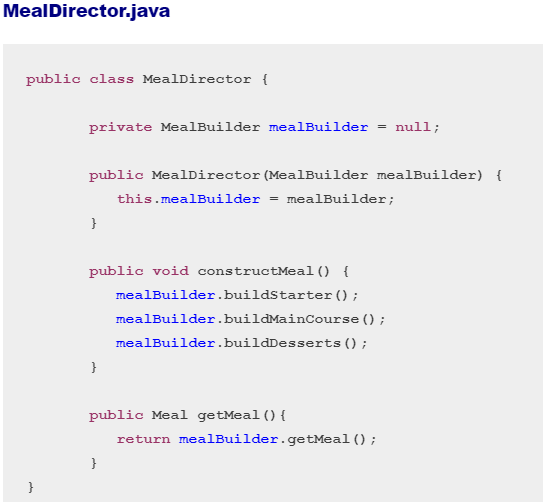 MealDirector.java
public class MealDirector {
private MealBuilder mealBuilder = null;
public MealDirector(MealBuilder mealBuilder) {
this.mealBuilder = mealBuilder;
}
public void constructMeal() {
mealBuilder.buildStarter();
mealBuilder.buildMainCourse();
mealBuilder.buildDesserts();
}
public Meal getMeal(){
return mealBuilder.getMeal();
}
}